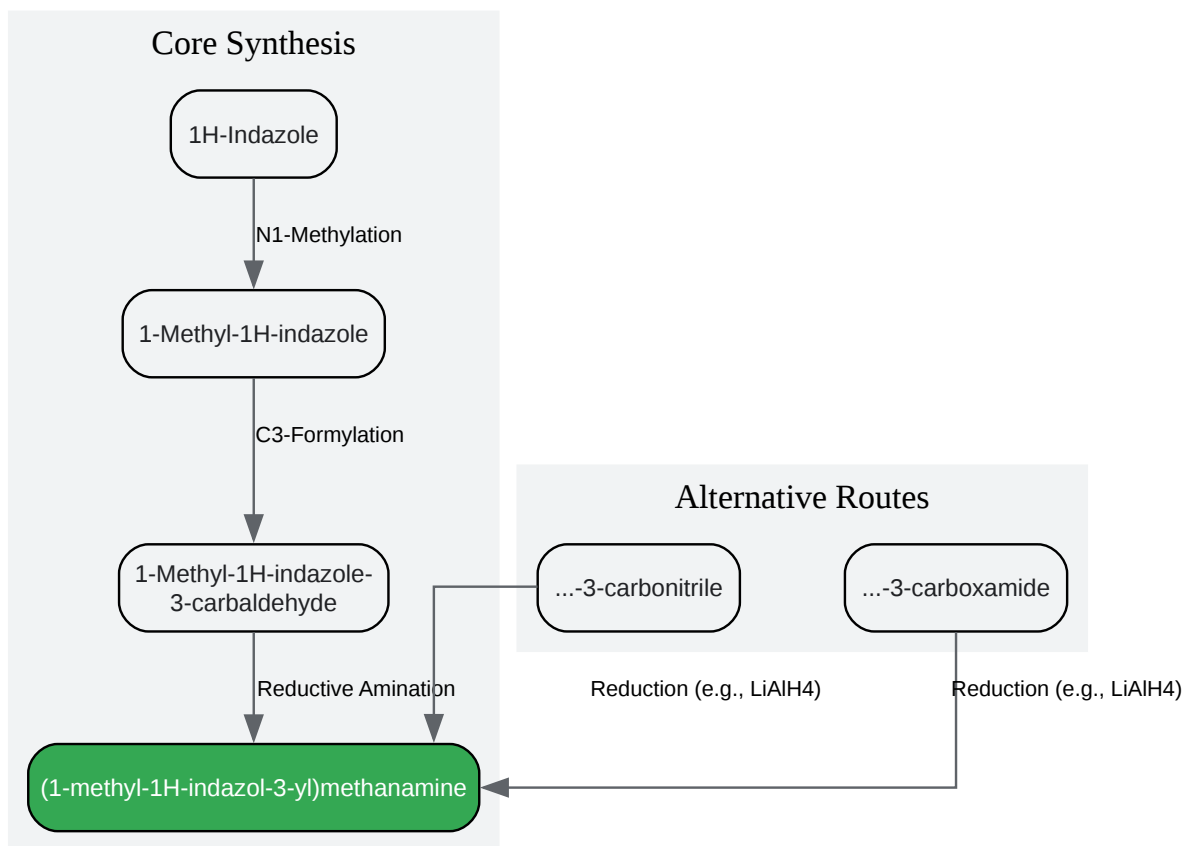 Core Synthesis
1H-Indazole
N1-Methylation
1-Methyl-1H-indazole
C3-Formylation
Alternative Routes
1-Methyl-1H-indazole-
3-carbaldehyde
...-3-carbonitrile
...-3-carboxamide
Reductive Amination
Reduction (e.g., LiAlH4)
Reduction (e.g., LiAlH4)
(1-methyl-1H-indazol-3-yl)methanamine